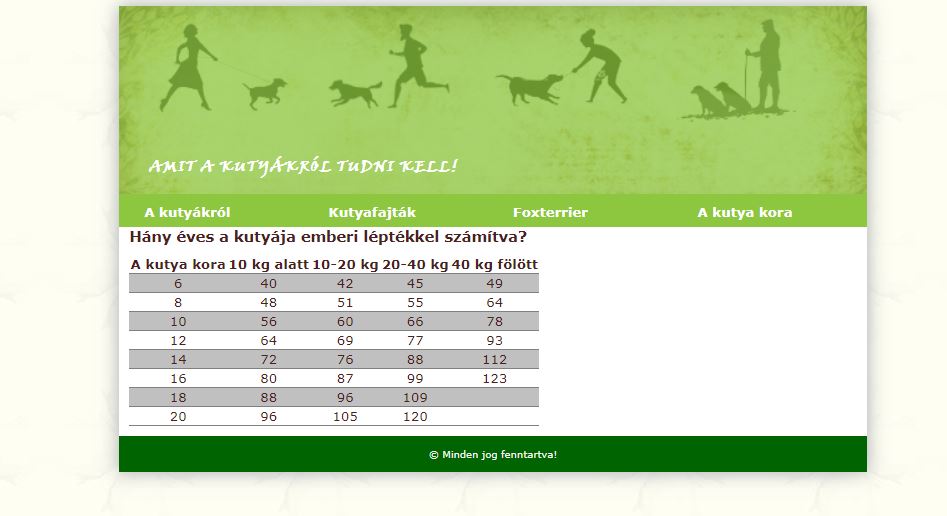 AMIT A KUTYÁKRÓL TUDNI KELL!
A kutyákról Kutyafajták Foxterrier A kutya kora
Hány éves a kutyája emberi léptékkel számítva?
A kutya kora 10 kg alatt 10-20 kg 20-40 kg 40 kg fölött
6 40 42 45 49
8 48 51 55 64
10 56 60 66 78
12 64 69 77 93
14 72 76 88 112
16 80 87 99 123
18 88 96 109
20 96 105 120
© Minden jog fenntartva!